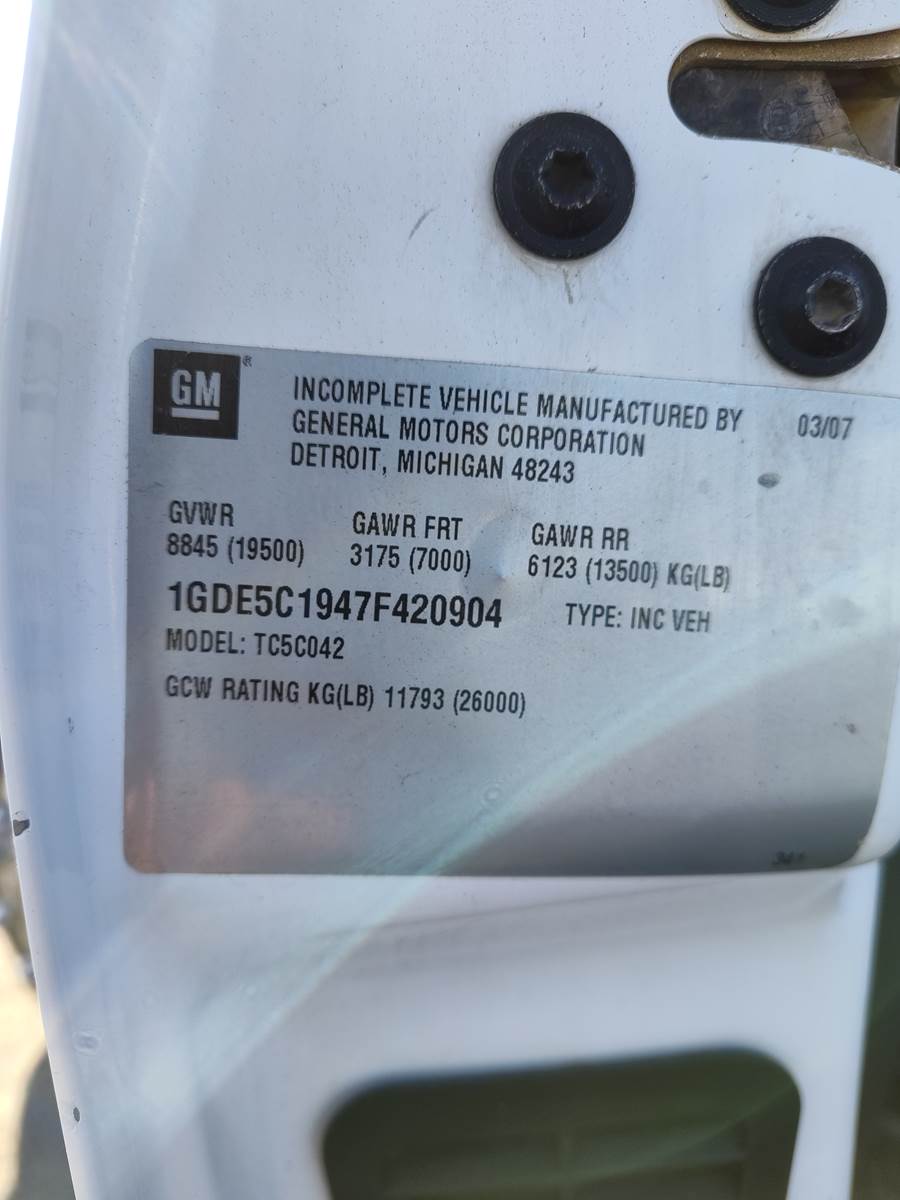 GM ®
INCOMPLETE VEHICLE MANUFACTURED BY 03/07
GENERAL MOTORS CORPORATION
DETROIT, MICHIGAN 48243
GVWR GAWR FRT GAWR RR
8845 (19500) 3175 (7000) 6123 (13500) KG(LB)
1GDE5C1947F420904 TYPE: INC VEH
MODEL: TC5C042
GCW RATING KG(LB) 11793 (26000)